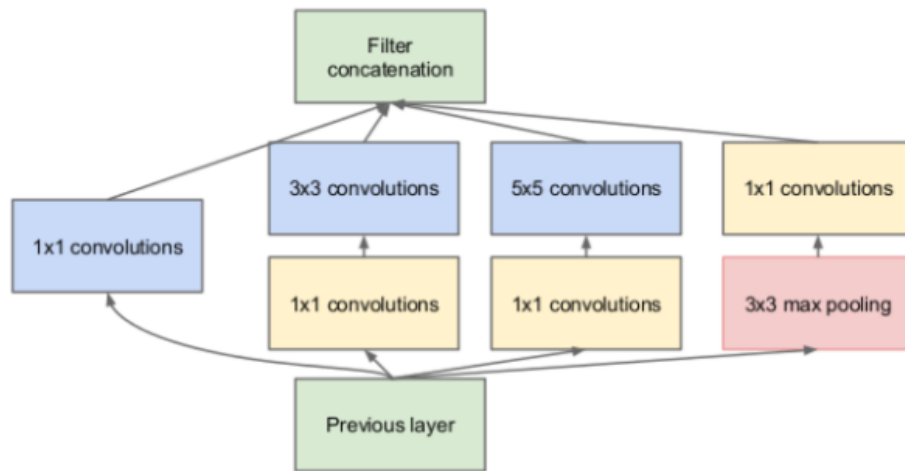 Filter
concatenation
3x3 convolutions
5x5 convolutions
1x1 convolutions
1x1 convolutions
1x1 convolutions
1x1 convolutions
3x3 max pooling
Previous layer